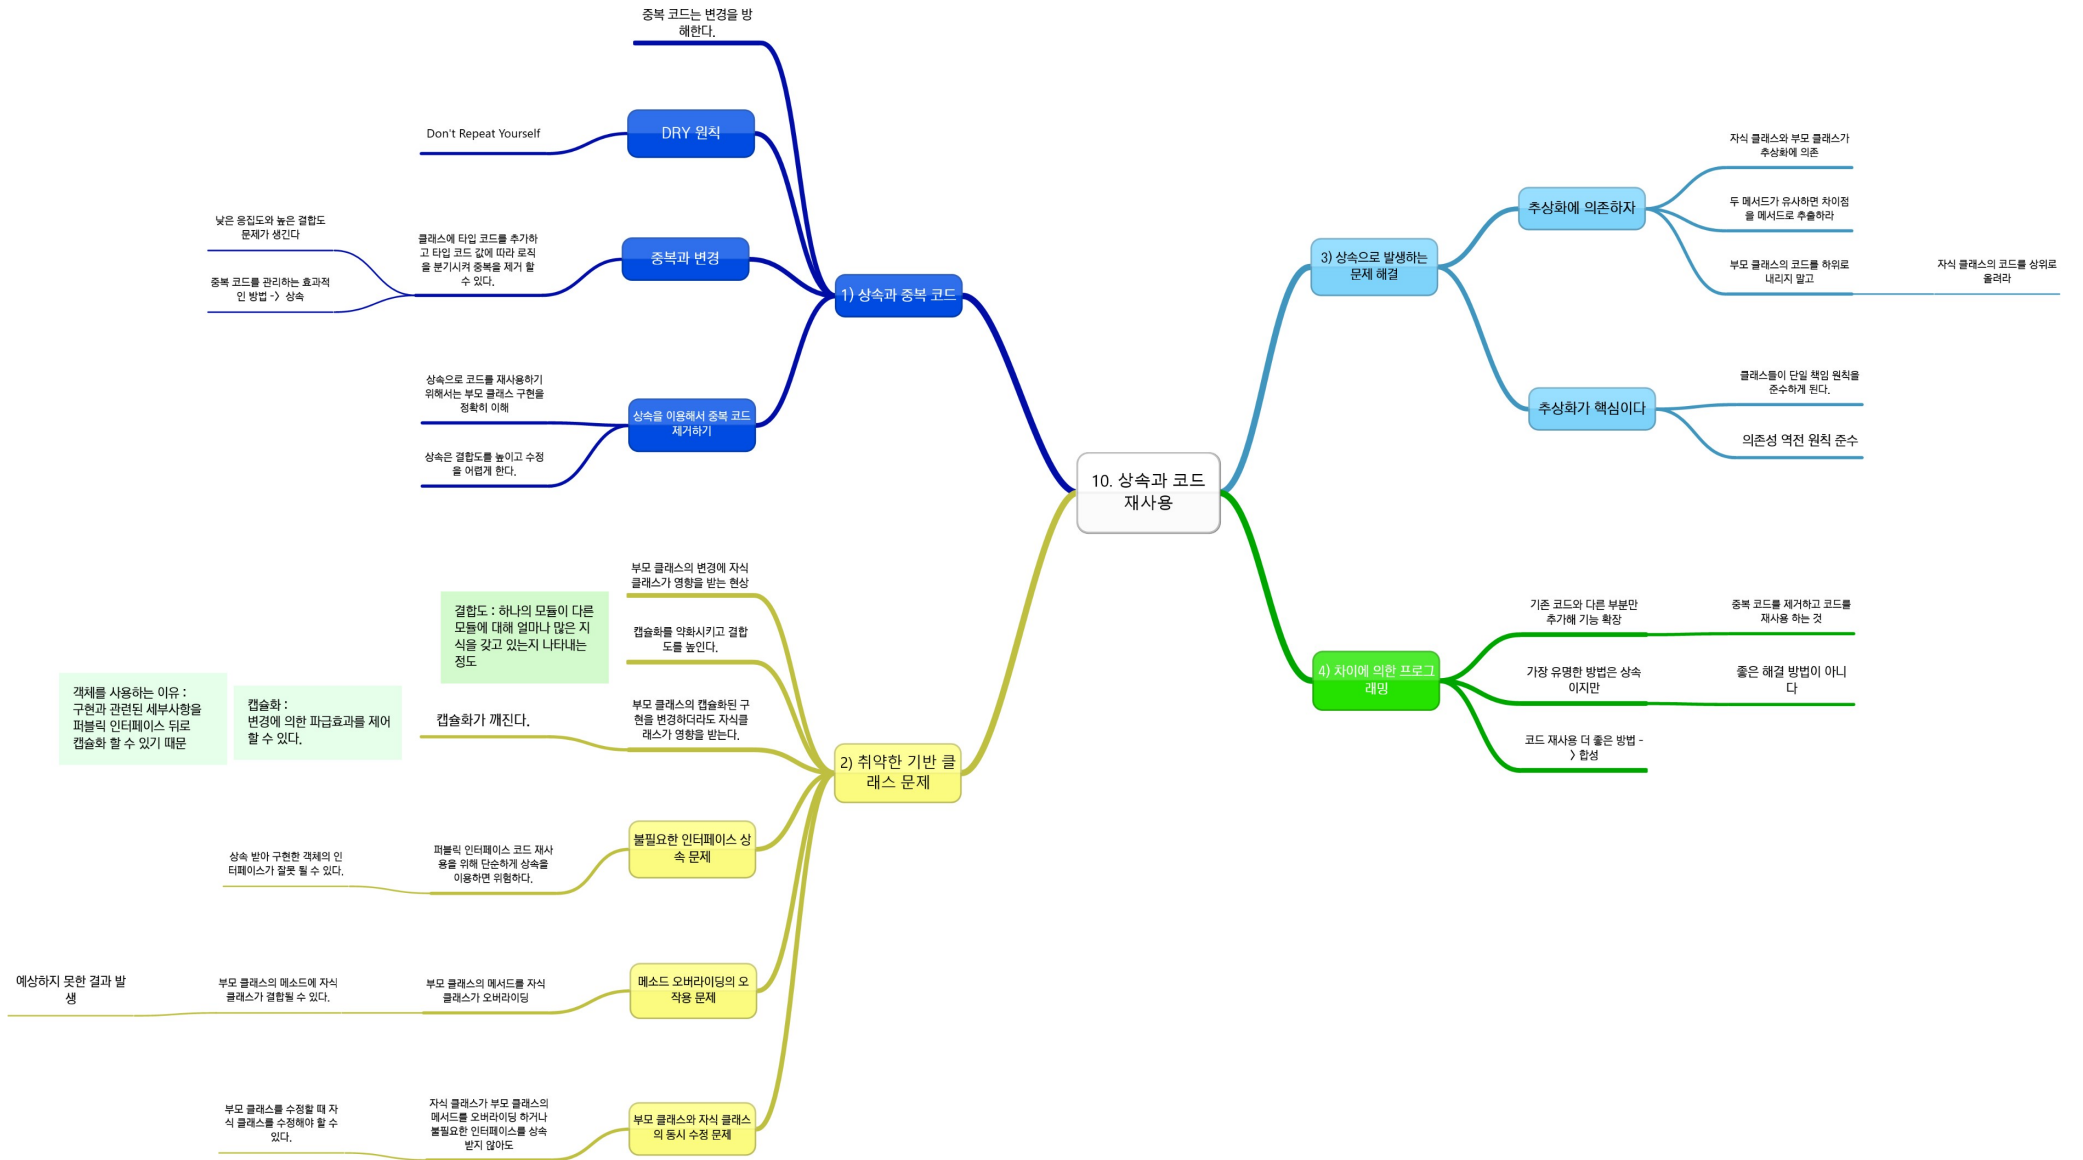 10. 상속과 코드
재사용
1) 상속과 중복 코드
중복 코드는 변경을 방
해한다.
DRY 원칙
Don't Repeat Yourself
중복과 변경
클래스에 타입 코드를 추가하
고 타입 코드 값에 따라 로직
을 분기시켜 중복을 제거 할
수 있다.
낮은 응집도와 높은 결합도
문제가 생긴다
중복 코드를 관리하는 효과적
인 방법 -> 상속
상속을 이용해서 중복 코드
제거하기
상속으로 코드를 재사용하기
위해서는 부모 클래스 구현을
정확히 이해
상속은 결합도를 높이고 수정
을 어렵게 한다.
2) 취약한 기반 클
래스 문제
부모 클래스의 변경에 자식
클래스가 영향을 받는 현상
캡슐화를 약화시키고 결합
도를 높인다.
결합도 : 하나의 모듈이 다른
모듈에 대해 얼마나 많은 지
식을 갖고 있는지 나타내는
정도
부모 클래스의 캡슐화된 구
현을 변경하더라도 자식클
래스가 영향을 받는다.
캡슐화가 깨진다.
캡슐화 :
변경에 의한 파급효과를 제어
할 수 있다.
객체를 사용하는 이유 :
구현과 관련된 세부사항을
퍼블릭 인터페이스 뒤로
캡슐화 할 수 있기 때문
불필요한 인터페이스 상
속 문제
퍼블릭 인터페이스 코드 재사
용을 위해 단순하게 상속을
이용하면 위험하다.
상속 받아 구현한 객체의 인
터페이스가 잘못 될 수 있다.
메소드 오버라이딩의 오
작용 문제
부모 클래스의 메서드를 자식
클래스가 오버라이딩
부모 클래스의 메소드에 자식
클래스가 결합될 수 있다.
예상하지 못한 결과 발
생
부모 클래스와 자식 클래스
의 동시 수정 문제
자식 클래스가 부모 클래스의
메서드를 오버라이딩 하거나
불필요한 인터페이스를 상속
받지 않아도
부모 클래스를 수정할 때 자
식 클래스를 수정해야 할 수
있다.
3) 상속으로 발생하는
문제 해결
추상화에 의존하자
자식 클래스와 부모 클래스가
추상화에 의존
두 메서드가 유사하면 차이점
을 메서드로 추출하라
부모 클래스의 코드를 하위로
내리지 말고
자식 클래스의 코드를 상위로
올려라
추상화가 핵심이다
클래스들이 단일 책임 원칙을
준수하게 된다.
의존성 역전 원칙 준수
4) 차이에 의한 프로그
래밍
기존 코드와 다른 부분만
추가해 기능 확장
중복 코드를 제거하고 코드를
재사용 하는 것
가장 유명한 방법은 상속
이지만
좋은 해결 방법이 아니
다
코드 재사용 더 좋은 방법 -
> 합성